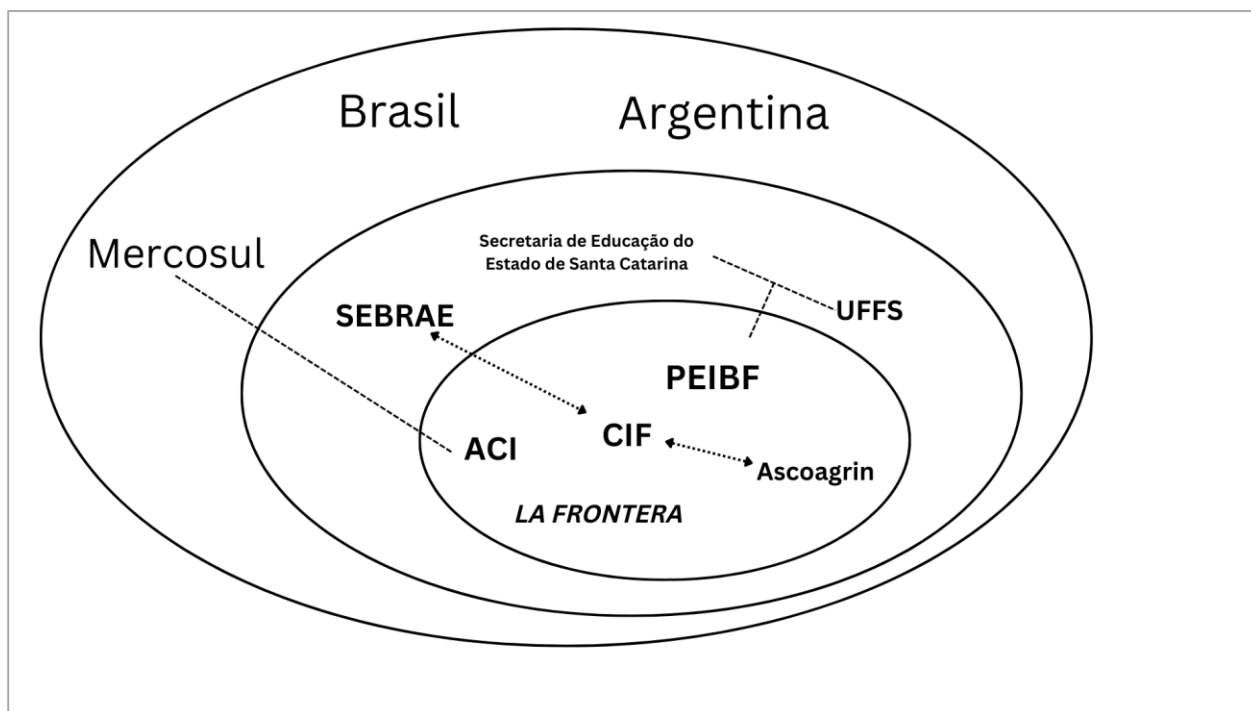 Brasil
Argentina
Mercosul
Secretaria de Educação do
Estado de Santa Catarina
SEBRAE
UFFS
PEIBF
CIF
ACI
Ascoagrin
LA FRONTERA